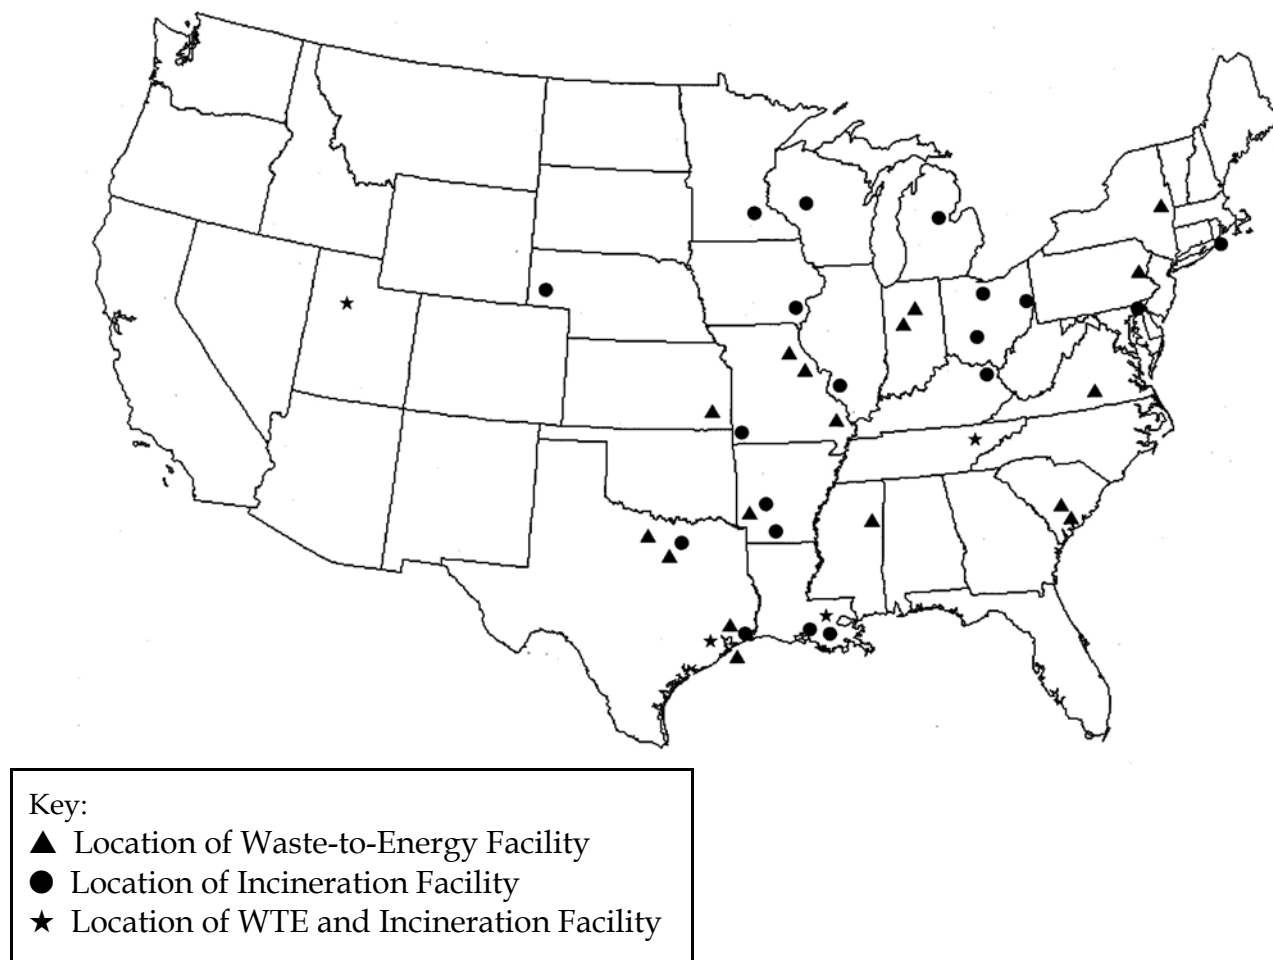 Key:
▲ Location of Waste-to-Energy Facility
● Location of Incineration Facility
★ Location of WTE and Incineration Facility